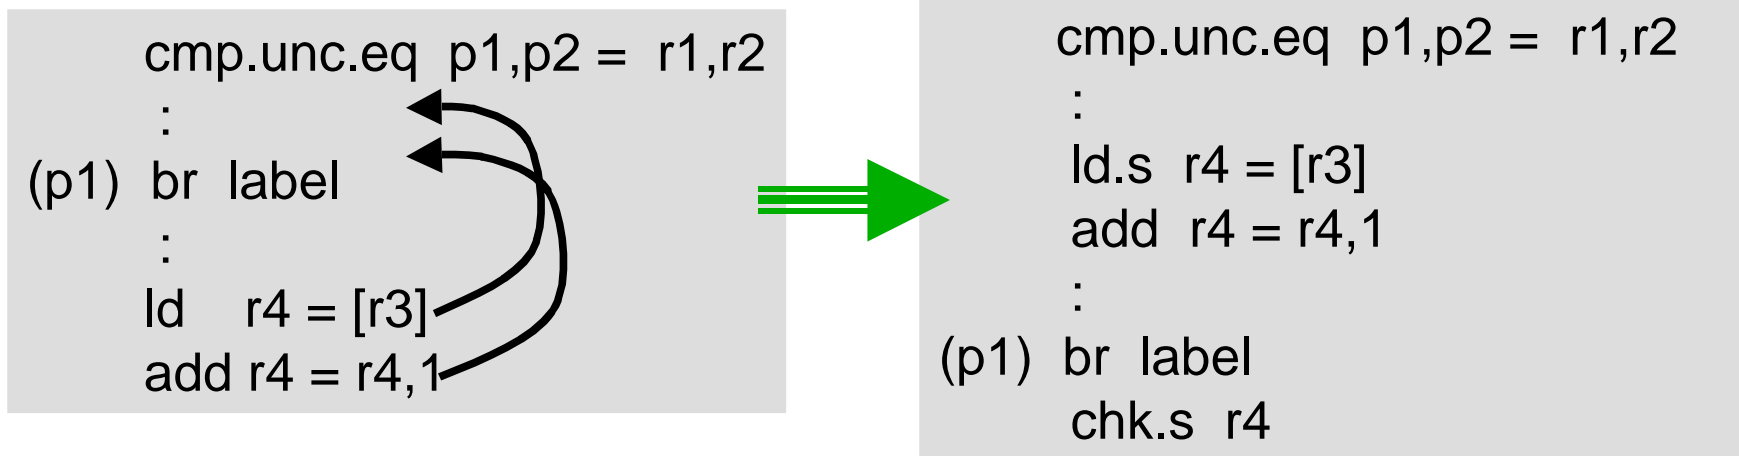 cmp.unc.eq p1,p2 = r1,r2
:
(p1) br label
:
ld r4 = [r3]
add r4 = r4,1
cmp.unc.eq p1,p2 = r1,r2
:
ld.s r4 = [r3]
add r4 = r4,1
:
(p1) br label
chk.s r4